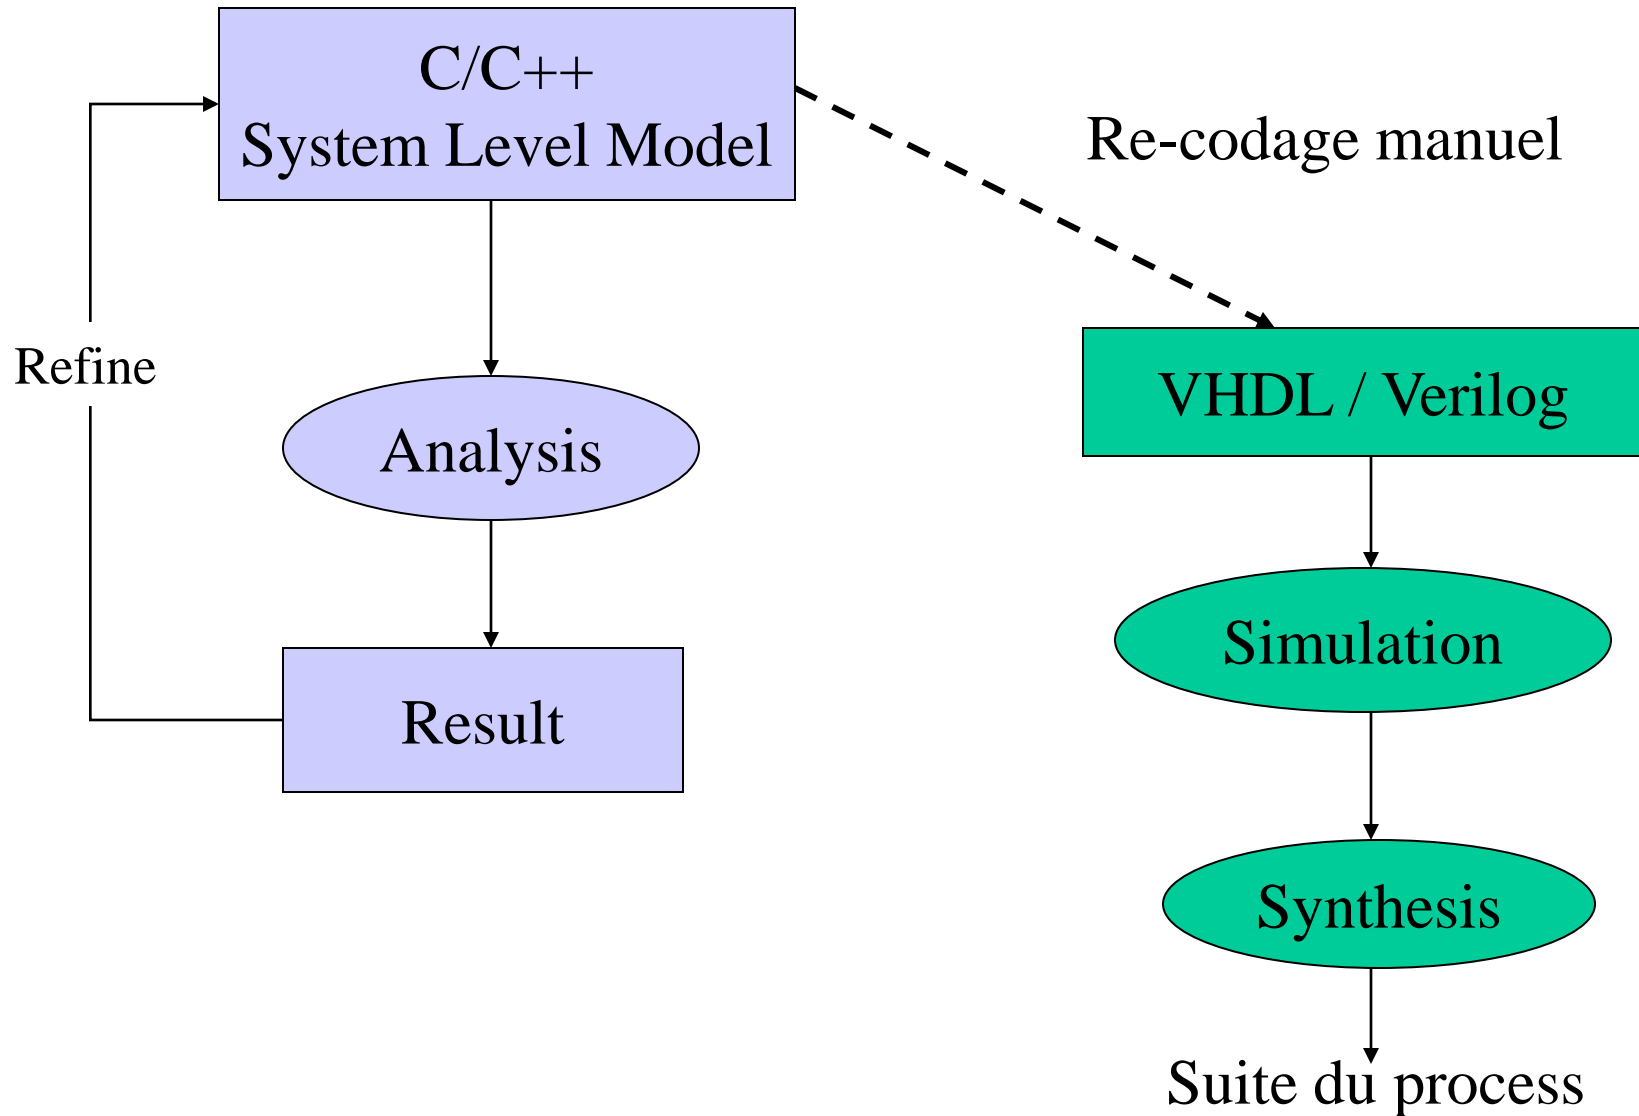 C/C++
System Level Model
Re-codage manuel
Refine
VHDL / Verilog
Analysis
Simulation
Result
Synthesis
Suite du process